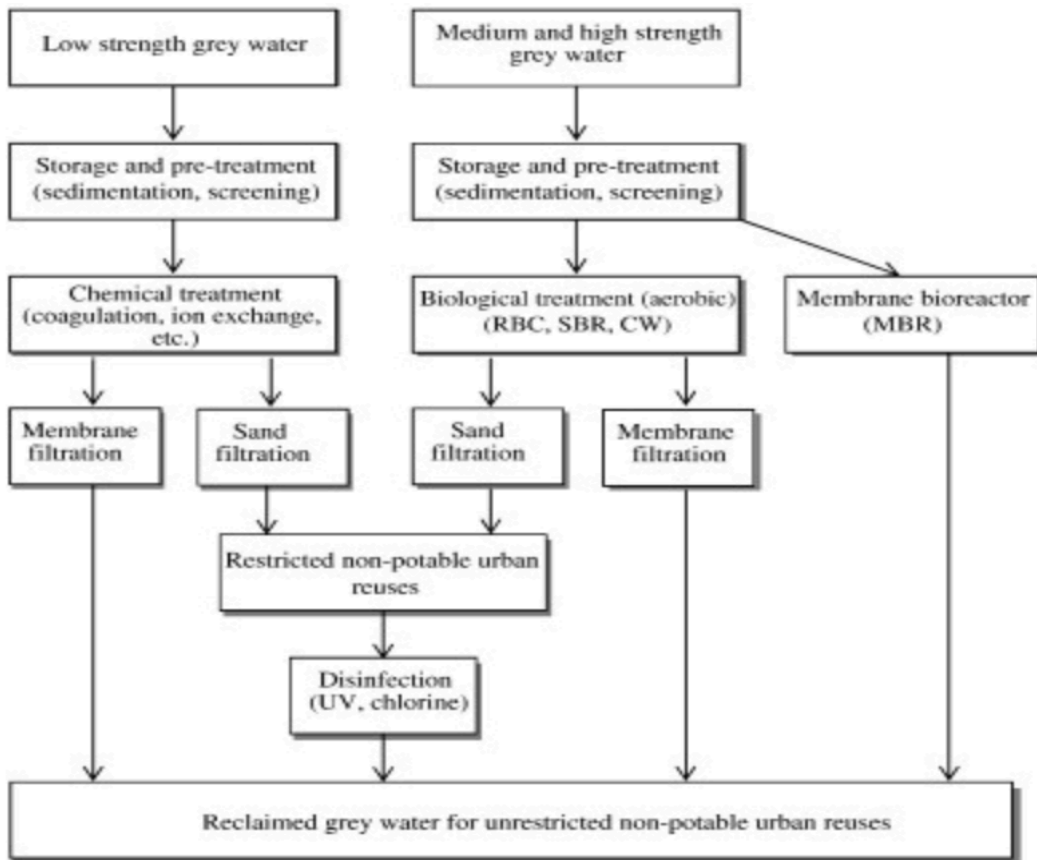 Low strength grey water
Medium and high strength
grey water
Storage and pre-treatment
(sedimentation, screening)
Storage and pre-treatment
(sedimentation, screening)
Chemical treatment
(coagulation, ion exchange,
etc.)
Biological treatment (aerobic)
(RBC, SBR, CW)
Membrane bioreactor
(MBR)
Membrane
filtration
Sand
filtration
Sand
filtration
Membrane
filtration
Restricted non-potable urban
reuses
Disinfection
(UV, chlorine)
Reclaimed grey water for unrestricted non-potable urban reuses